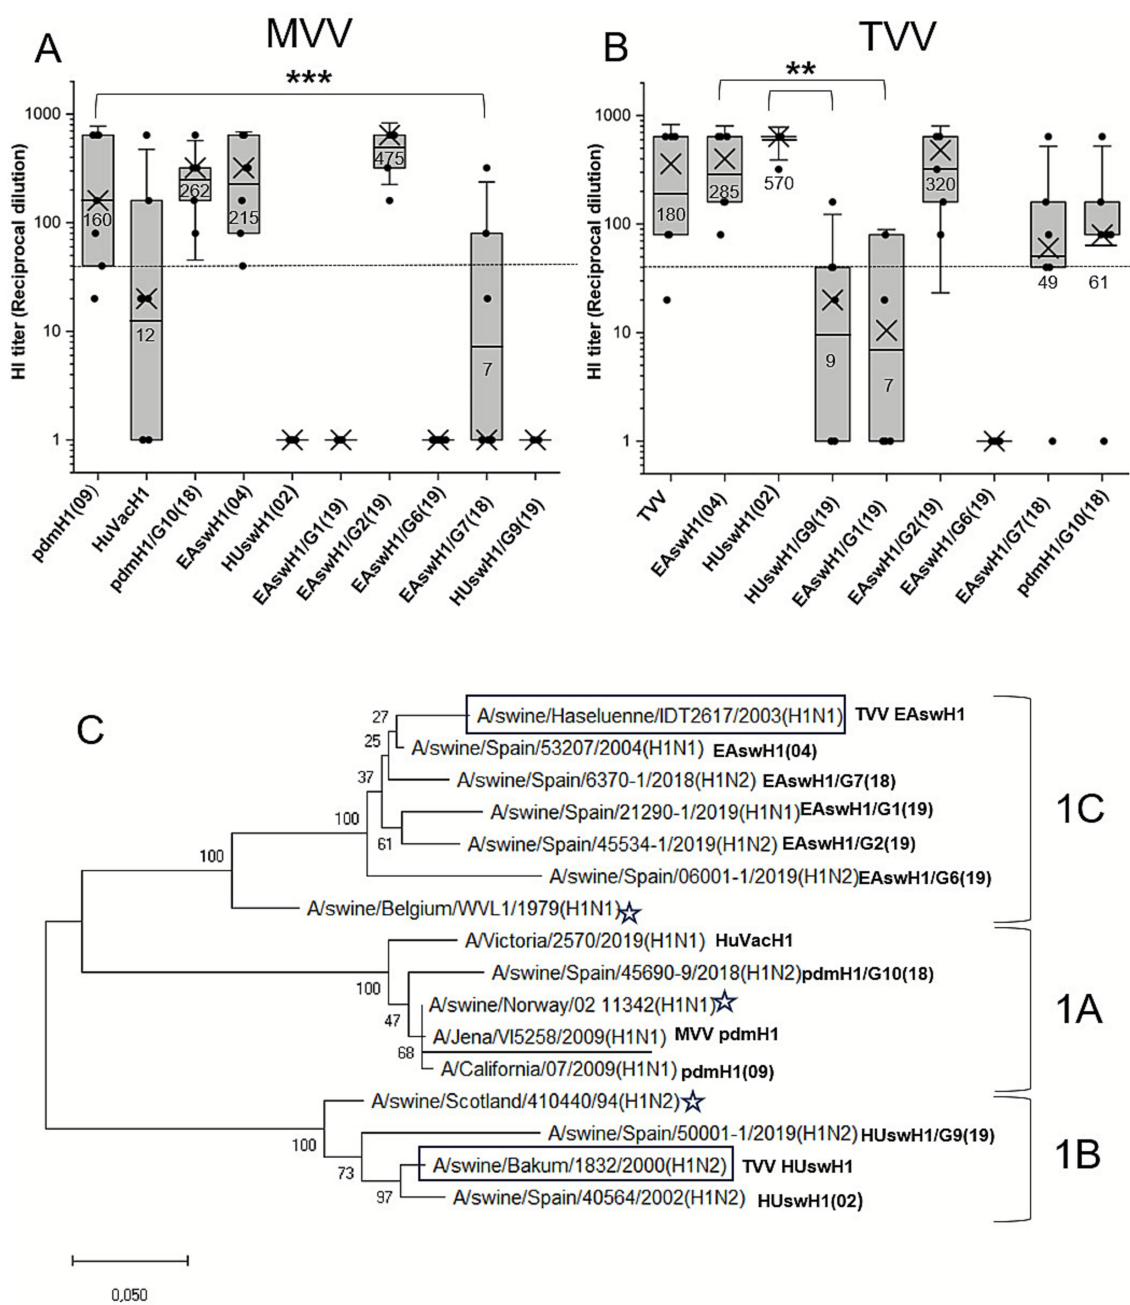 A
MVV
***
HI titer (Reciprocal dilution)
1000
100
10
1
160
12
262
215
475
7
pdmH1(09)
HuVacH1
pdmH1/G10(18)
EAswH1(04)
HUswH1(02)
EAswH1/G1(19)
EAswH1/G2(19)
EAswH1/G6(19)
EAswH1/G7(18)
HUswH1/G9(19)
B
TVV
**
HI titer (Reciprocal dilution)
1000
100
10
1
180
285
570
9
7
320
49
61
TVV
EAswH1(04)
HUswH1(02)
HUswH1/G9(19)
EAswH1/G1(19)
EAswH1/G2(19)
EAswH1/G6(19)
EAswH1/G7(18)
pdmH1/G10(18)
C
27
A/swine/Haseluenne/IDT2617/2003(H1N1) TVV EAswH1
25
A/swine/Spain/53207/2004(H1N1) EAswH1(04)
37
A/swine/Spain/6370-1/2018(H1N2) EAswH1/G7(18)
100
A/swine/Spain/21290-1/2019(H1N1) EAswH1/G1(19)
1C
61
A/swine/Spain/45534-1/2019(H1N2) EAswH1/G2(19)
100
A/swine/Spain/06001-1/2019(H1N2) EAswH1/G6(19)
A/swine/Belgium/WVL1/1979(H1N1)
A/Victoria/2570/2019(H1N1) HuVacH1
A/swine/Spain/45690-9/2018(H1N2) pdmH1/G10(18)
100
A/swine/Norway/02 11342(H1N1)
1A
47
A/Jena/VI5258/2009(H1N1) MVV pdmH1
68
A/California/07/2009(H1N1) pdmH1(09)
A/swine/Scotland/410440/94(H1N2)
100
A/swine/Spain/50001-1/2019(H1N2) HUswH1/G9(19)
1B
73
A/swine/Bakum/1832/2000(H1N2) TVV HUswH1
97
A/swine/Spain/40564/2002(H1N2) HUswH1(02)
0,050